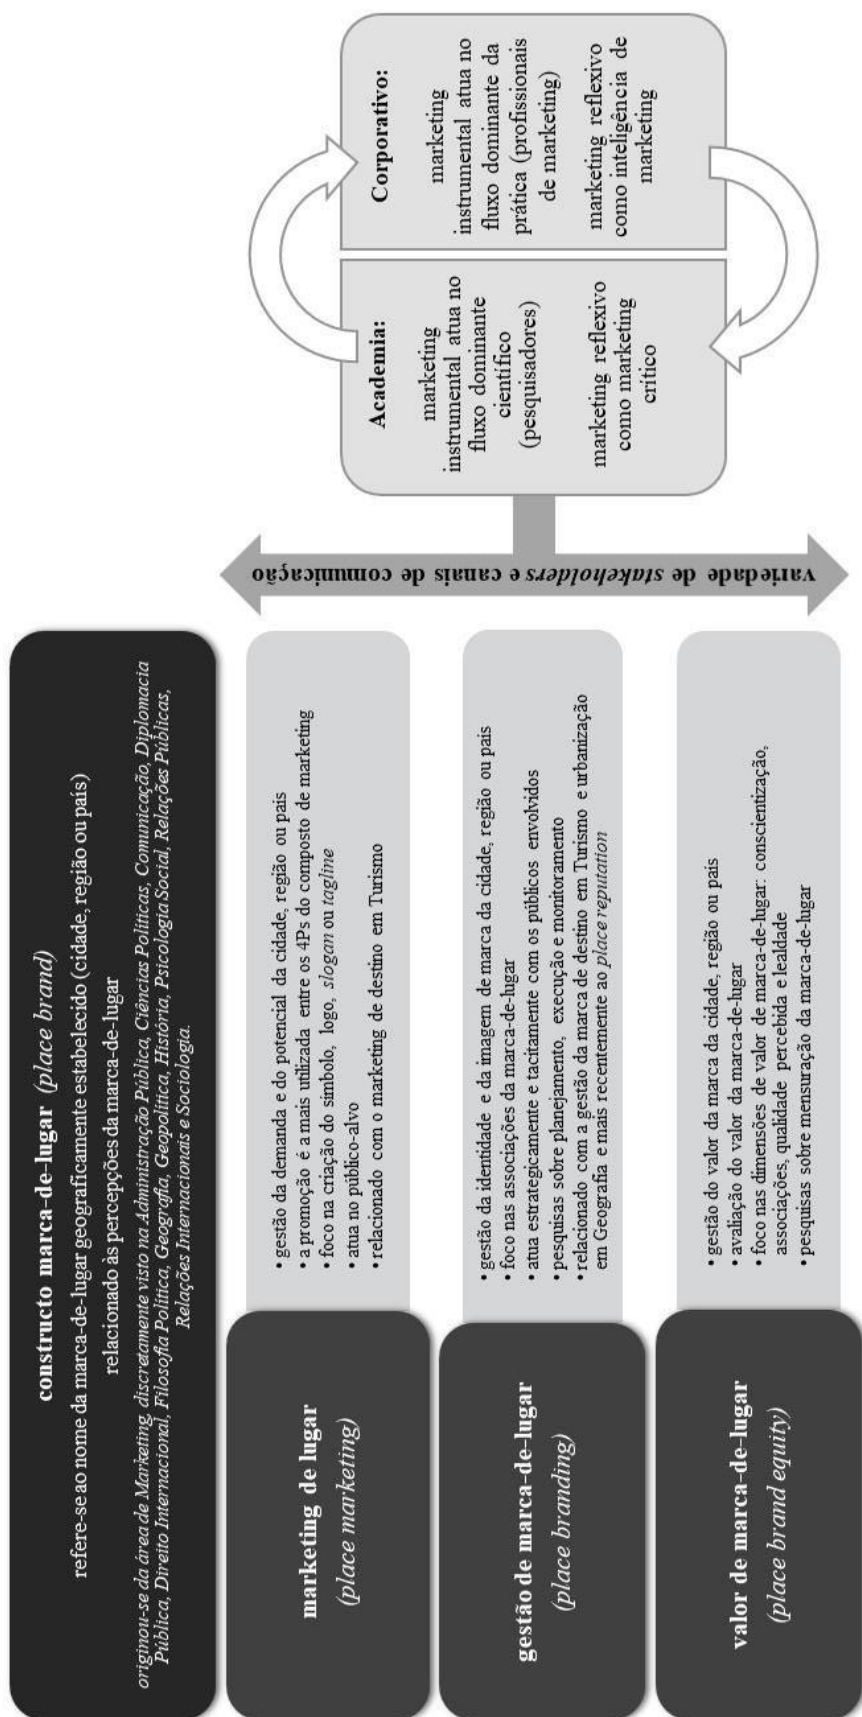 constructo marca-de-lugar (place brand)
refere-se ao nome da marca-de-lugar geograficamente estabelecido (cidade, região ou país)
relacionado às percepções da marca-de-lugar
originou-se da área de Marketing, discretamente visto na Administração Pública, Ciências Políticas, Comunicação, Diplomacia
Pública, Direito Internacional, Filosofia Política, Geografia, Geopolítica, História, Psicologia Social, Relações Públicas,
Relações Internacionais e Sociologia.
marketing de lugar
(place marketing)
• gestão da demanda e do potencial da cidade, região ou país
• a promoção é a mais utilizada entre os 4Ps do composto de marketing
• foco na criação do símbolo, logo, slogan ou tagline
• atua no público-alvo
• relacionado com o marketing de destino em Turismo
gestão de marca-de-lugar
(place branding)
• gestão da identidade e da imagem de marca da cidade, região ou país
• foco nas associações da marca-de-lugar
• atua estrategicamente e tacitamente com os públicos envolvidos
• pesquisas sobre planejamento, execução e monitoramento
• relacionado com a gestão da marca de destino em Turismo e urbanização
em Geografia e mais recentemente ao place reputation
valor de marca-de-lugar
(place brand equity)
• gestão do valor da marca da cidade, região ou país
• avaliação do valor da marca-de-lugar
• foco nas dimensões de valor de marca-de-lugar: conscientização,
associações, qualidade percebida e lealdade
• pesquisas sobre mensuração da marca-de-lugar
variedade de stakeholders e canais de comunicação
Academia:
marketing
instrumental atua no
fluxo dominante
científico
(pesquisadores)
marketing reflexivo
como marketing
crítico
Corporativo:
marketing
instrumental atua no
fluxo dominante da
prática (profissionais
de marketing)
marketing reflexivo
como inteligência de
marketing